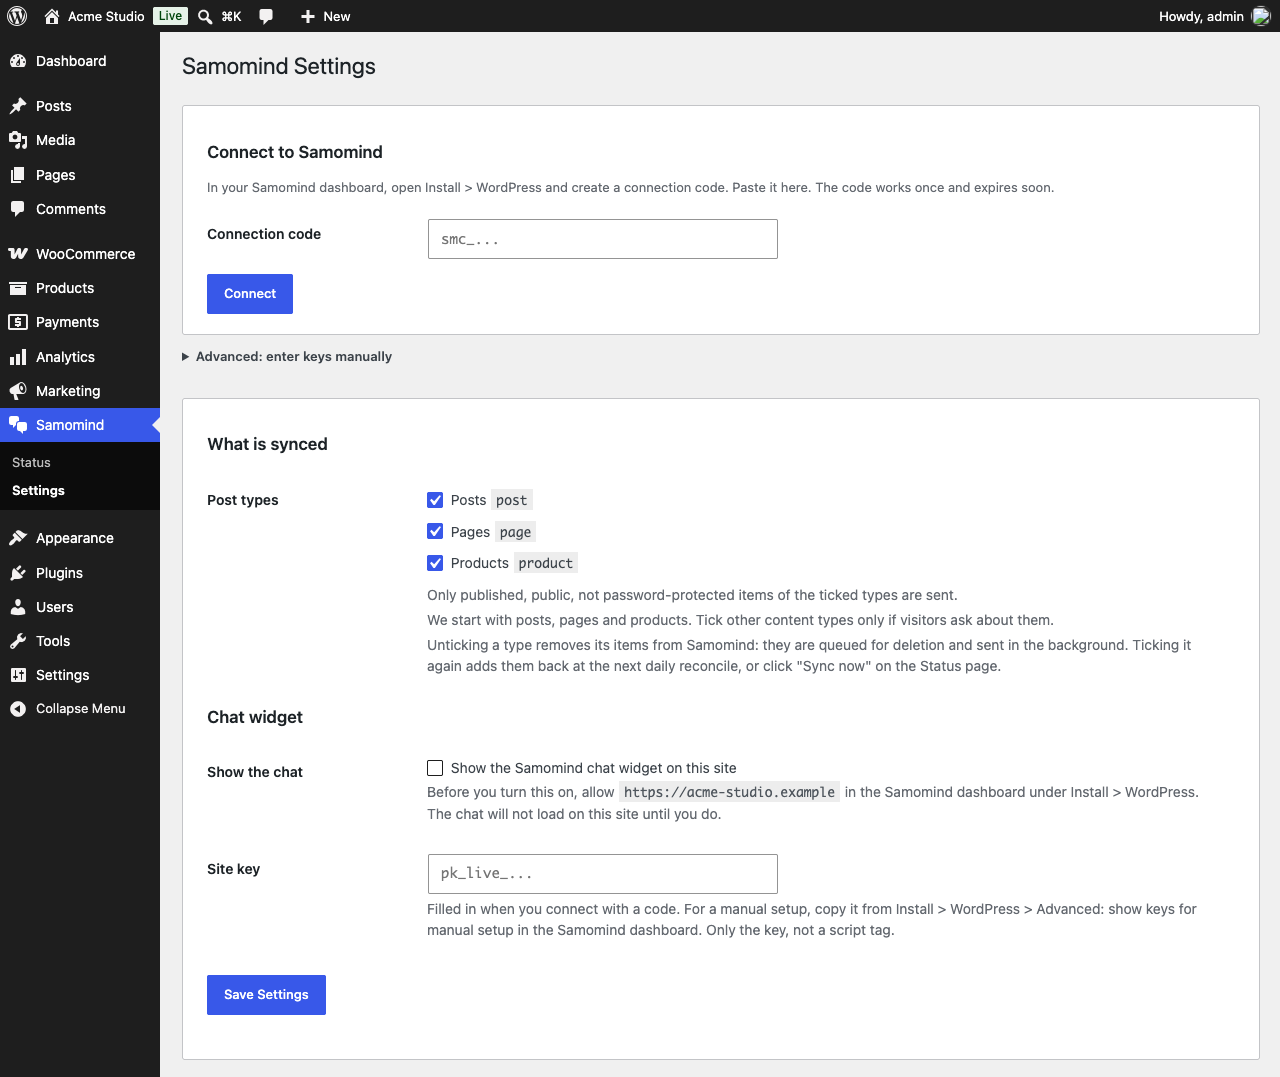 Acme Studio
Live
⌘K
New
Howdy, admin
Dashboard
Posts
Media
Pages
Comments
WooCommerce
Products
Payments
Analytics
Marketing
Samomind
Status
Settings
Appearance
Plugins
Users
Tools
Settings
Collapse Menu
Samomind Settings
Connect to Samomind
In your Samomind dashboard, open Install > WordPress and create a connection code. Paste it here. The code works once and expires soon.
Connection code
smc_...
Connect
Advanced: enter keys manually
What is synced
Post types
Posts post
Pages page
Products product
Only published, public, not password-protected items of the ticked types are sent.
We start with posts, pages and products. Tick other content types only if visitors ask about them.
Unticking a type removes its items from Samomind: they are queued for deletion and sent in the background. Ticking it
again adds them back at the next daily reconcile, or click "Sync now" on the Status page.
Chat widget
Show the chat
Show the Samomind chat widget on this site
Before you turn this on, allow https://acme-studio.example in the Samomind dashboard under Install > WordPress.
The chat will not load on this site until you do.
Site key
pk_live_...
Filled in when you connect with a code. For a manual setup, copy it from Install > WordPress > Advanced: show keys for
manual setup in the Samomind dashboard. Only the key, not a script tag.
Save Settings